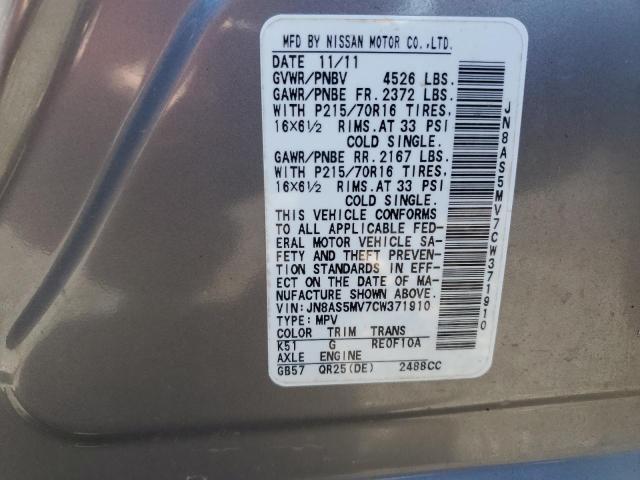 MFD BY NISSAN MOTOR CO.,LTD.
DATE 11/11
GVWR/PNBV 4526 LBS.
GAWR/PNBE FR.2372 LBS.
WITH P215/70R16 TIRES,
16X6½ RIMS.AT 33 PSI
COLD SINGLE.
GAWR/PNBE RR.2167 LBS.
WITH P215/70R16 TIRES,
16X6½ RIMS.AT 33 PSI
COLD SINGLE.
THIS VEHICLE CONFORMS
TO ALL APPLICABLE FED-
ERAL MOTOR VEHICLE SA-
FETY AND THEFT PREVEN-
TION STANDARDS IN EFF-
ECT ON THE DATE OF MA-
NUFACTURE SHOWN ABOVE.
VIN:JN8AS5MV7CW371910
TYPE:MPV
COLOR TRIM TRANS
K51 G RE0F10A
AXLE ENGINE
GB57 QR25(DE) 2488CC
JN8AS5MV7CW371910